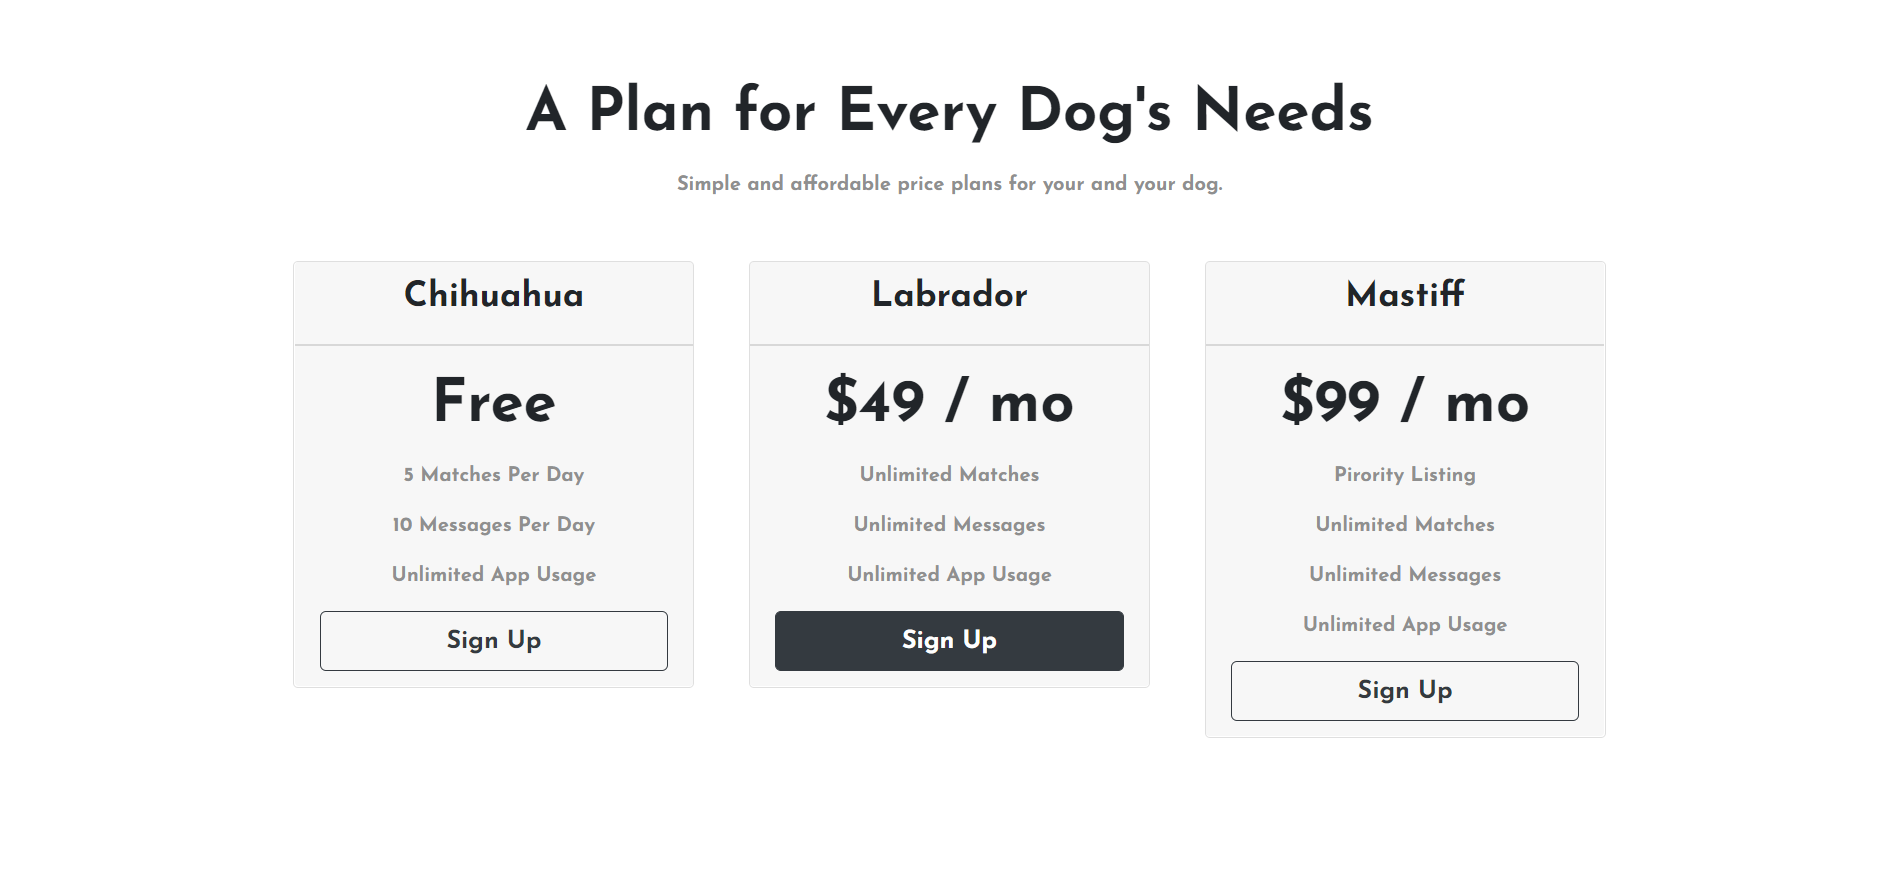 A Plan for Every Dog's Needs
Simple and affordable price plans for your and your dog.
Chihuahua
Free
5 Matches Per Day
10 Messages Per Day
Unlimited App Usage
Sign Up
Labrador
$49 / mo
Unlimited Matches
Unlimited Messages
Unlimited App Usage
Sign Up
Mastiff
$99 / mo
Pirority Listing
Unlimited Matches
Unlimited Messages
Unlimited App Usage
Sign Up